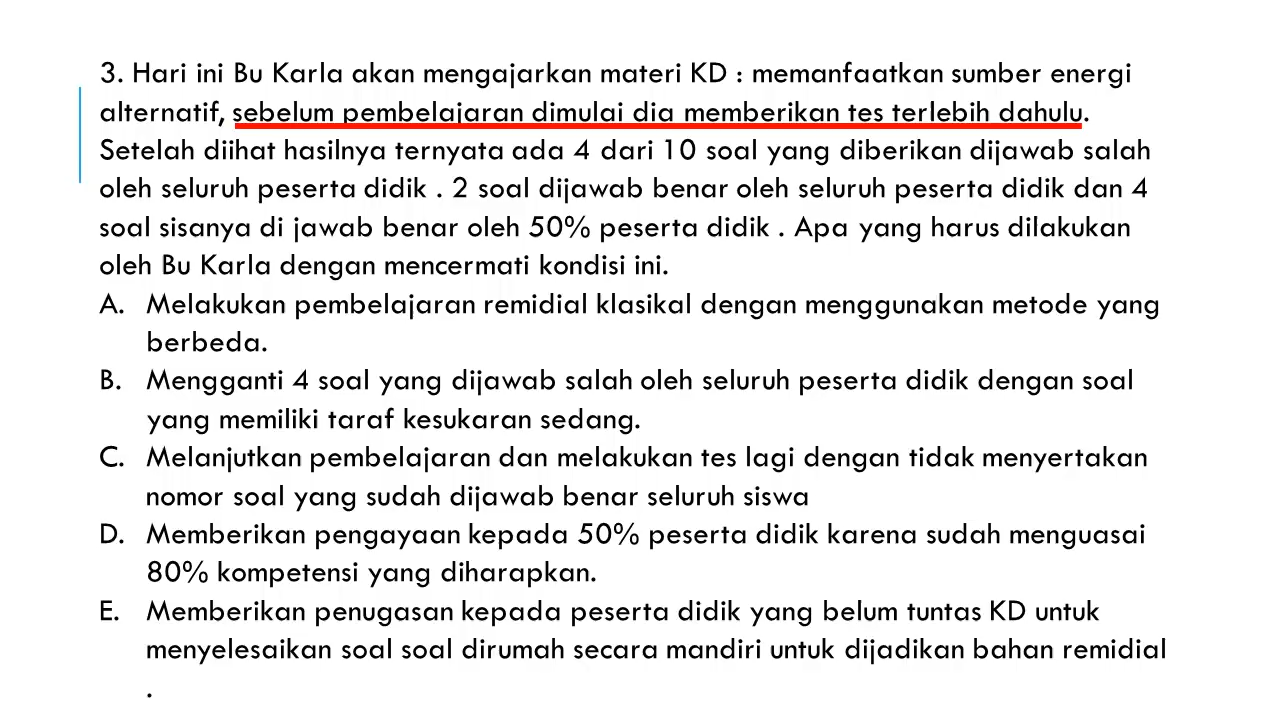 3. Hari ini Bu Karla akan mengajarkan materi KD : memanfaatkan sumber energi
alternatif, sebelum pembelajaran dimulai dia memberikan tes terlebih dahulu.
Setelah diihat hasilnya ternyata ada 4 dari 10 soal yang diberikan dijawab salah
oleh seluruh peserta didik . 2 soal dijawab benar oleh seluruh peserta didik dan 4
soal sisanya di jawab benar oleh 50% peserta didik . Apa yang harus dilakukan
oleh Bu Karla dengan mencermati kondisi ini.
A. Melakukan pembelajaran remidial klasikal dengan menggunakan metode yang
berbeda.
B. Mengganti 4 soal yang dijawab salah oleh seluruh peserta didik dengan soal
yang memiliki taraf kesukaran sedang.
C. Melanjutkan pembelajaran dan melakukan tes lagi dengan tidak menyertakan
nomor soal yang sudah dijawab benar seluruh siswa
D. Memberikan pengayaan kepada 50% peserta didik karena sudah menguasai
80% kompetensi yang diharapkan.
E. Memberikan penugasan kepada peserta didik yang belum tuntas KD untuk
menyelesaikan soal soal dirumah secara mandiri untuk dijadikan bahan remidial
.